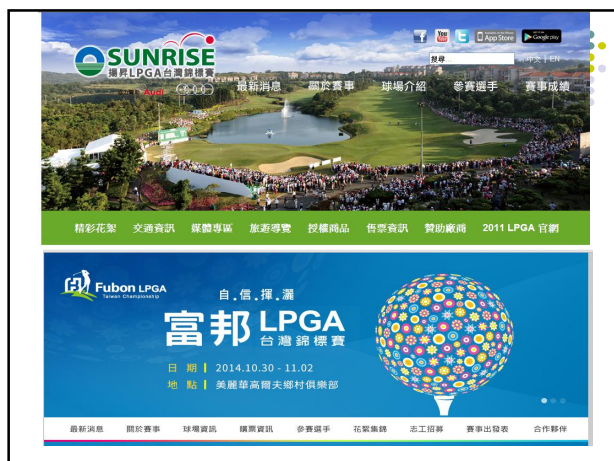 You Tube
App Store
Google play
SUNRISE
揚昇LPGA台灣錦標賽
搜尋...
中文 | EN
Audi
最新消息 關於賽事 球場介紹 參賽選手 賽事成績
精彩花絮 交通資訊 媒體專區 旅遊導覽 授權商品 售票資訊 贊助廠商 2011 LPGA 官網
Fubon LPGA
Taiwan Championship
自.信.揮.灑
富邦 LPGA
台灣錦標賽
日 期 2014.10.30 - 11.02
地 點 美麗華高爾夫鄉村俱樂部
最新消息 關於賽事 球場資訊 購票資訊 參賽選手 花絮集錦 志工招募 賽事出發表 合作夥伴